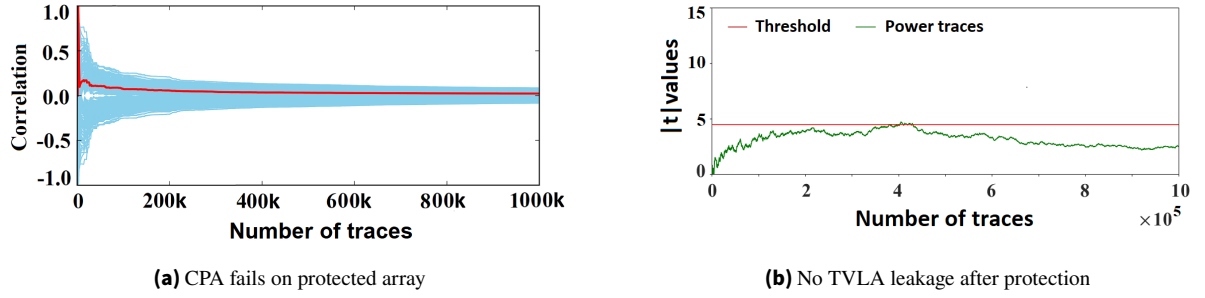 1.0
0.5
0.0
-0.5
-1.0
Correlation
0 200k 400k 600k 800k 1000k
Number of traces
(a) CPA fails on protected array
Threshold Power traces
15
10
5
0
|t|values
0 2 4 6 8 10
Number of traces ×10⁵
(b) No TVLA leakage after protection